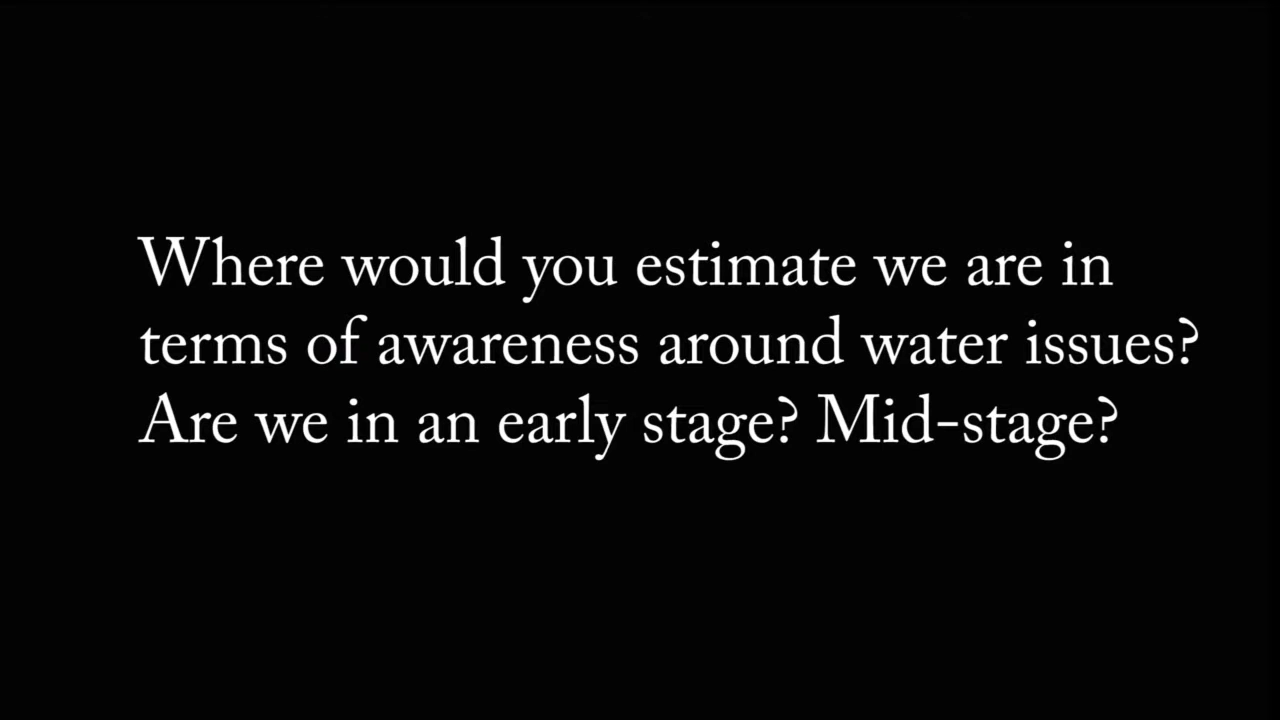 Where would you estimate we are in
terms of awareness around water issues?
Are we in an early stage? Mid-stage?